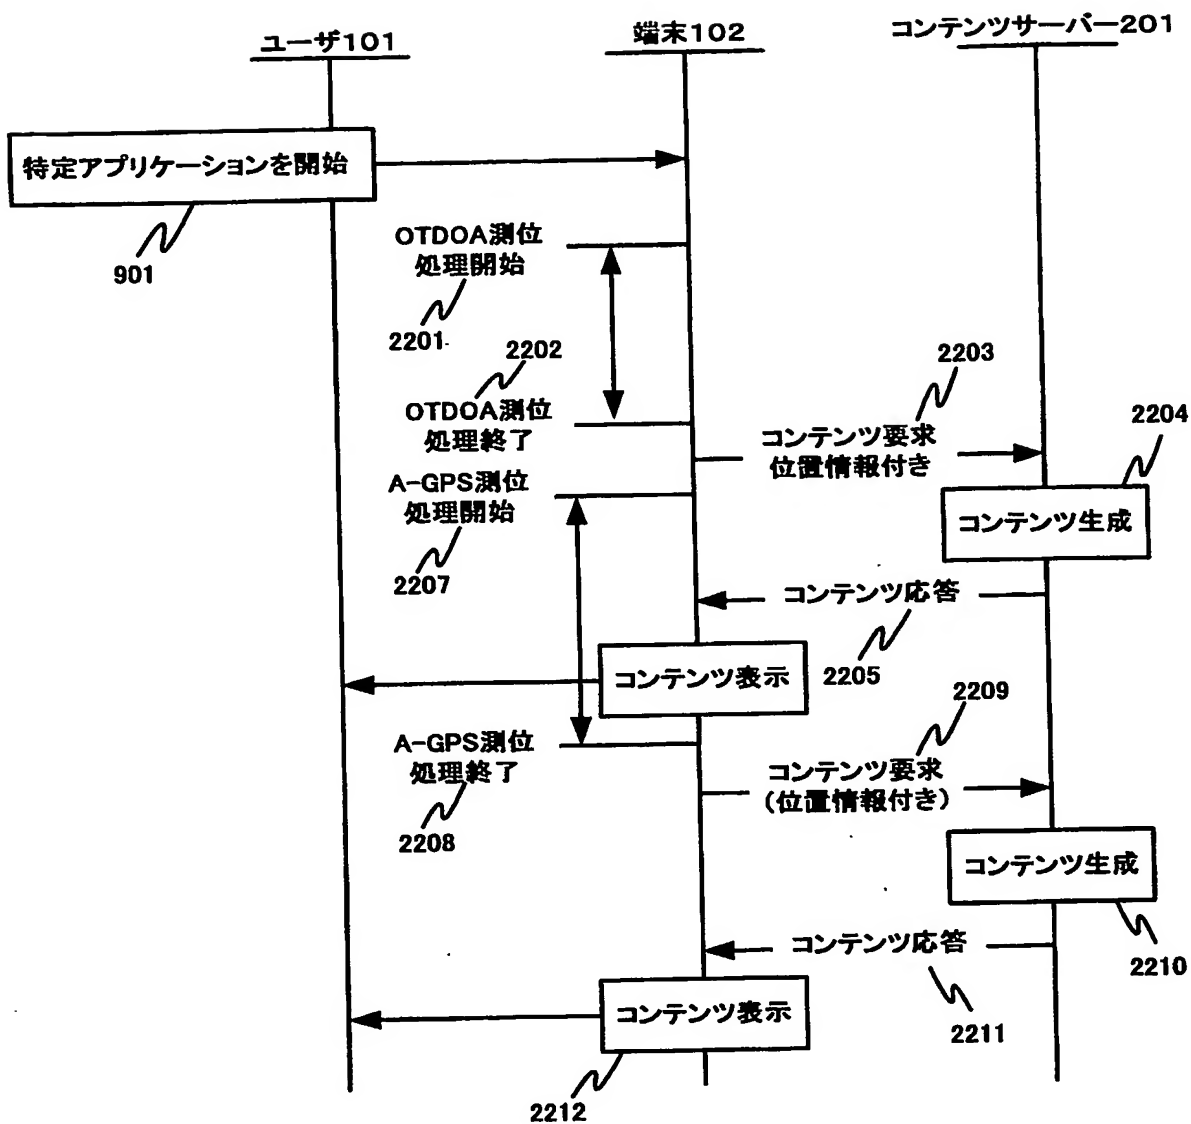 ユーザ101
端末102
コンテンツサーバー201
特定アプリケーションを開始
901
OTDOA測位
処理開始
2201
2202
OTDOA測位
処理終了
2203
コンテンツ要求
位置情報付き
2204
コンテンツ生成
A-GPS測位
処理開始
2207
コンテンツ応答
2205
コンテンツ表示
A-GPS測位
処理終了
2208
2209
コンテンツ要求
(位置情報付き)
コンテンツ生成
2210
コンテンツ応答
2211
コンテンツ表示
2212